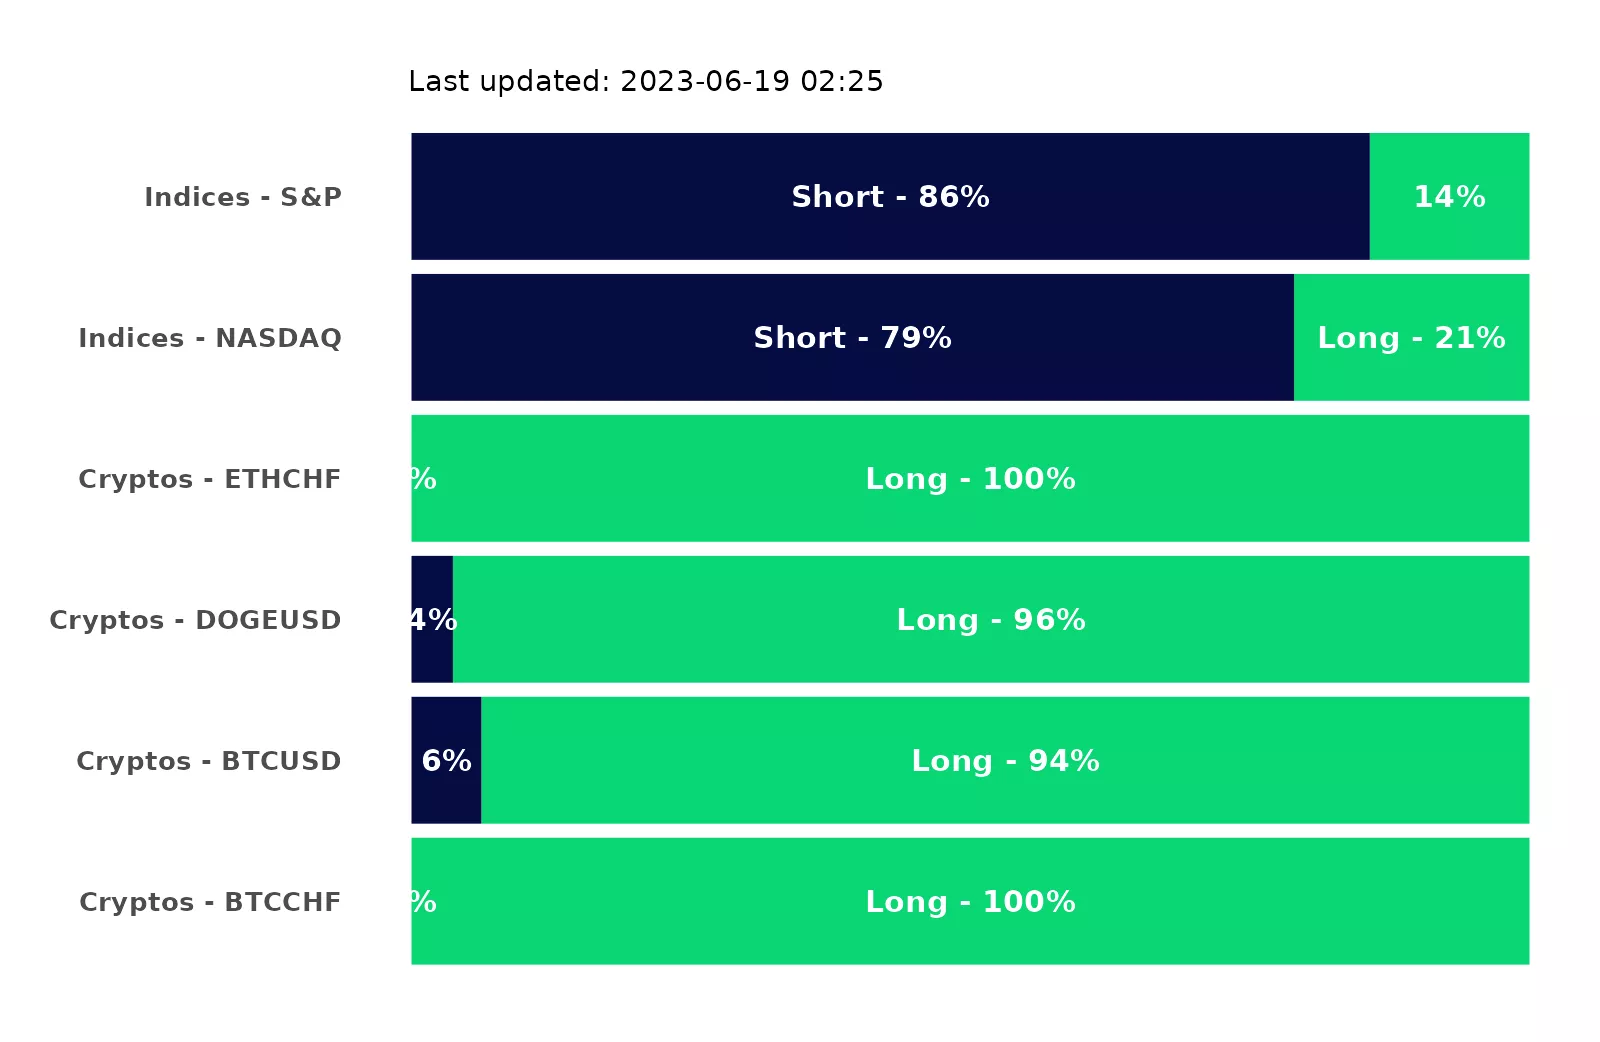 Last updated: 2023-06-19 02:25
Indices - S&P Short - 86% 14%
Indices - NASDAQ Short - 79% Long - 21%
Cryptos - ETHCHF % Long - 100%
Cryptos - DOGEUSD 4% Long - 96%
Cryptos - BTCUSD 6% Long - 94%
Cryptos - BTCCHF % Long - 100%